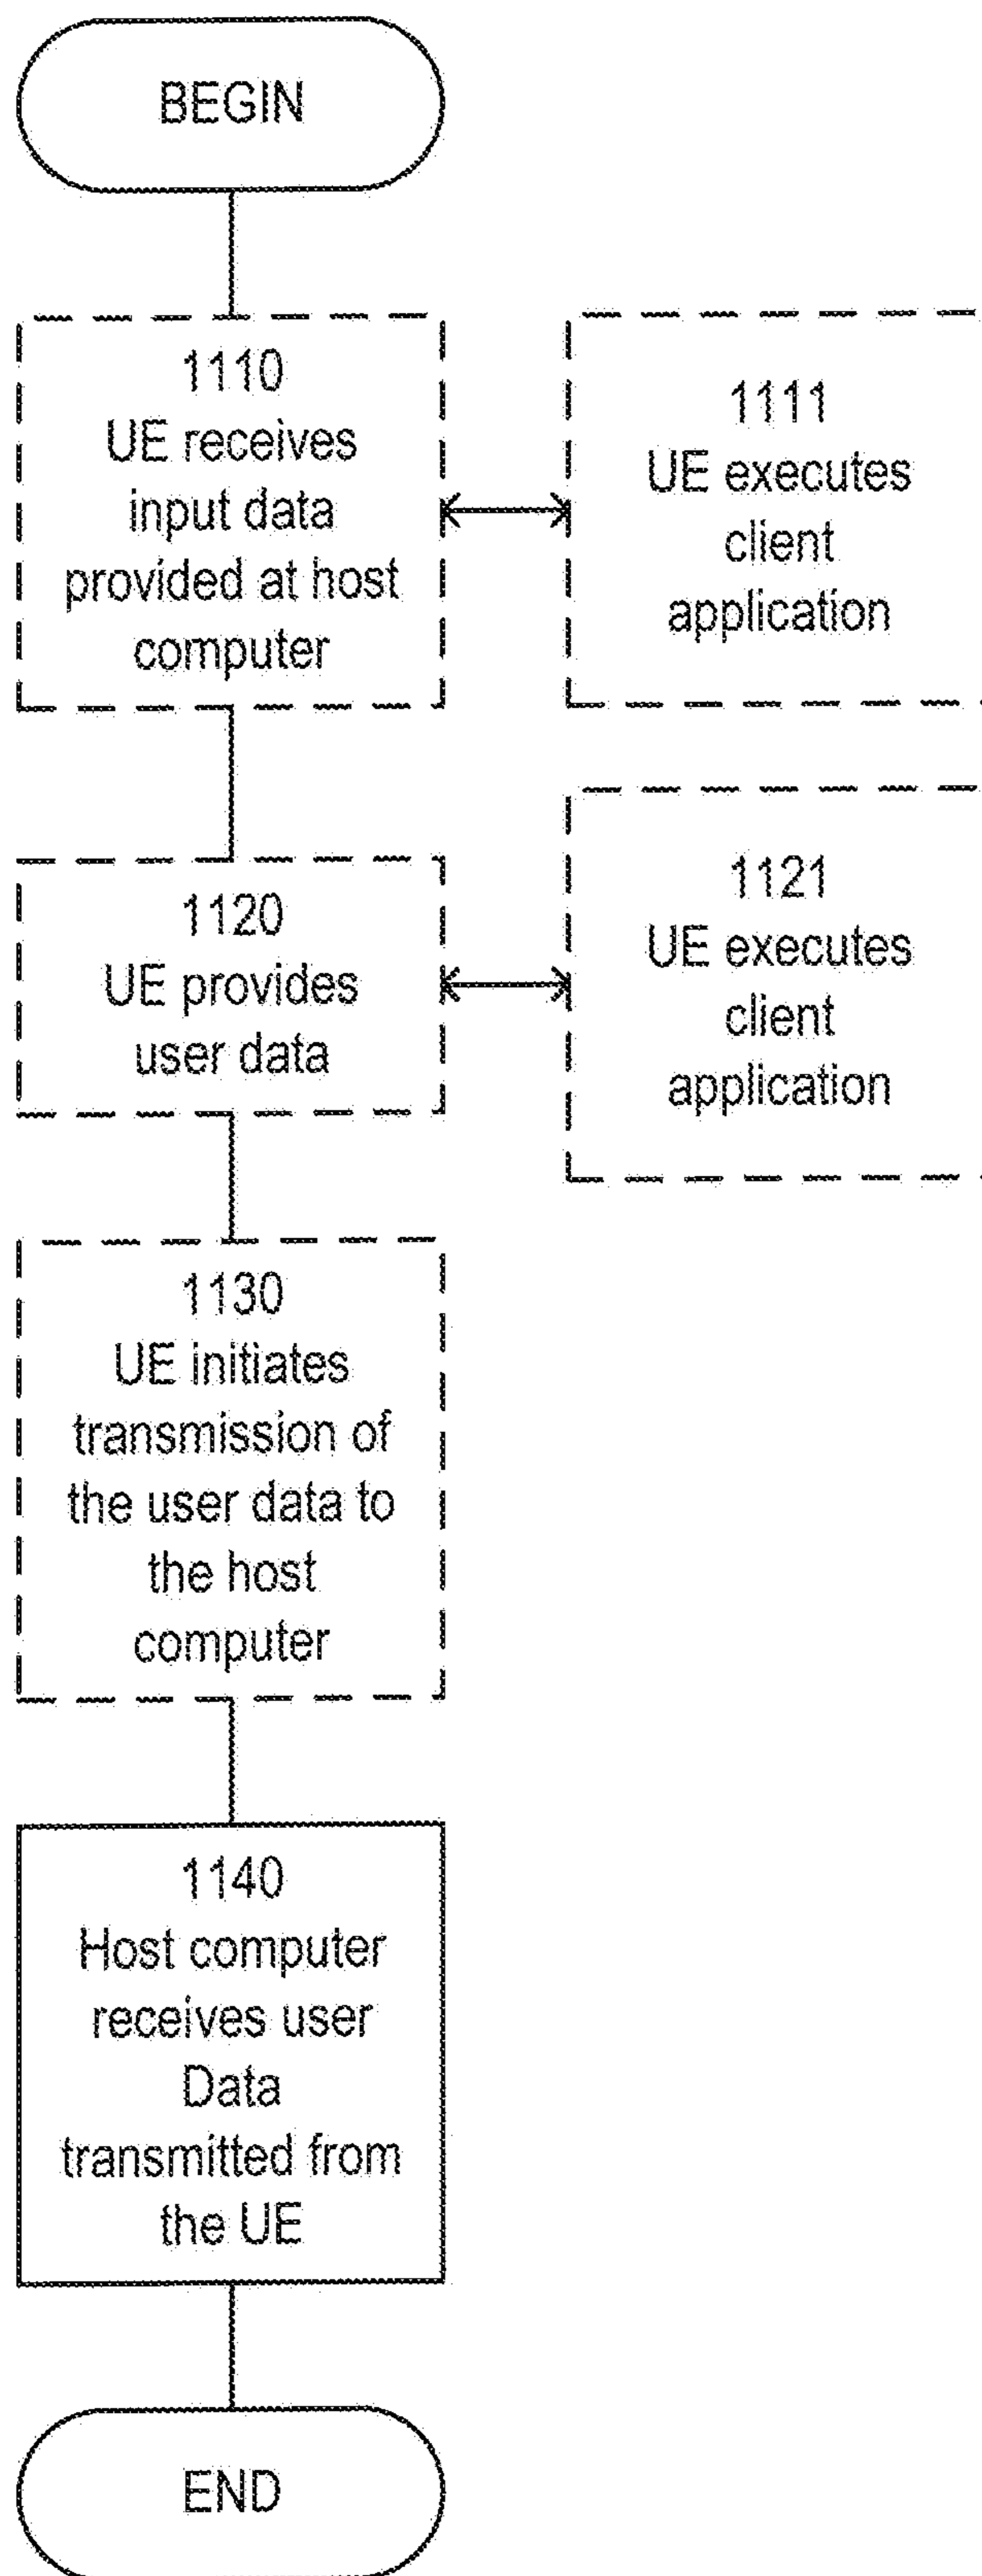 BEGIN
1110
UE receives
input data
provided at host
computer
1111
UE executes
client
application
1120
UE provides
user data
1121
UE executes
client
application
1130
UE initiates
transmission of
the user data to
the host
computer
1140
Host computer
receives user
Data
transmitted from
the UE
END